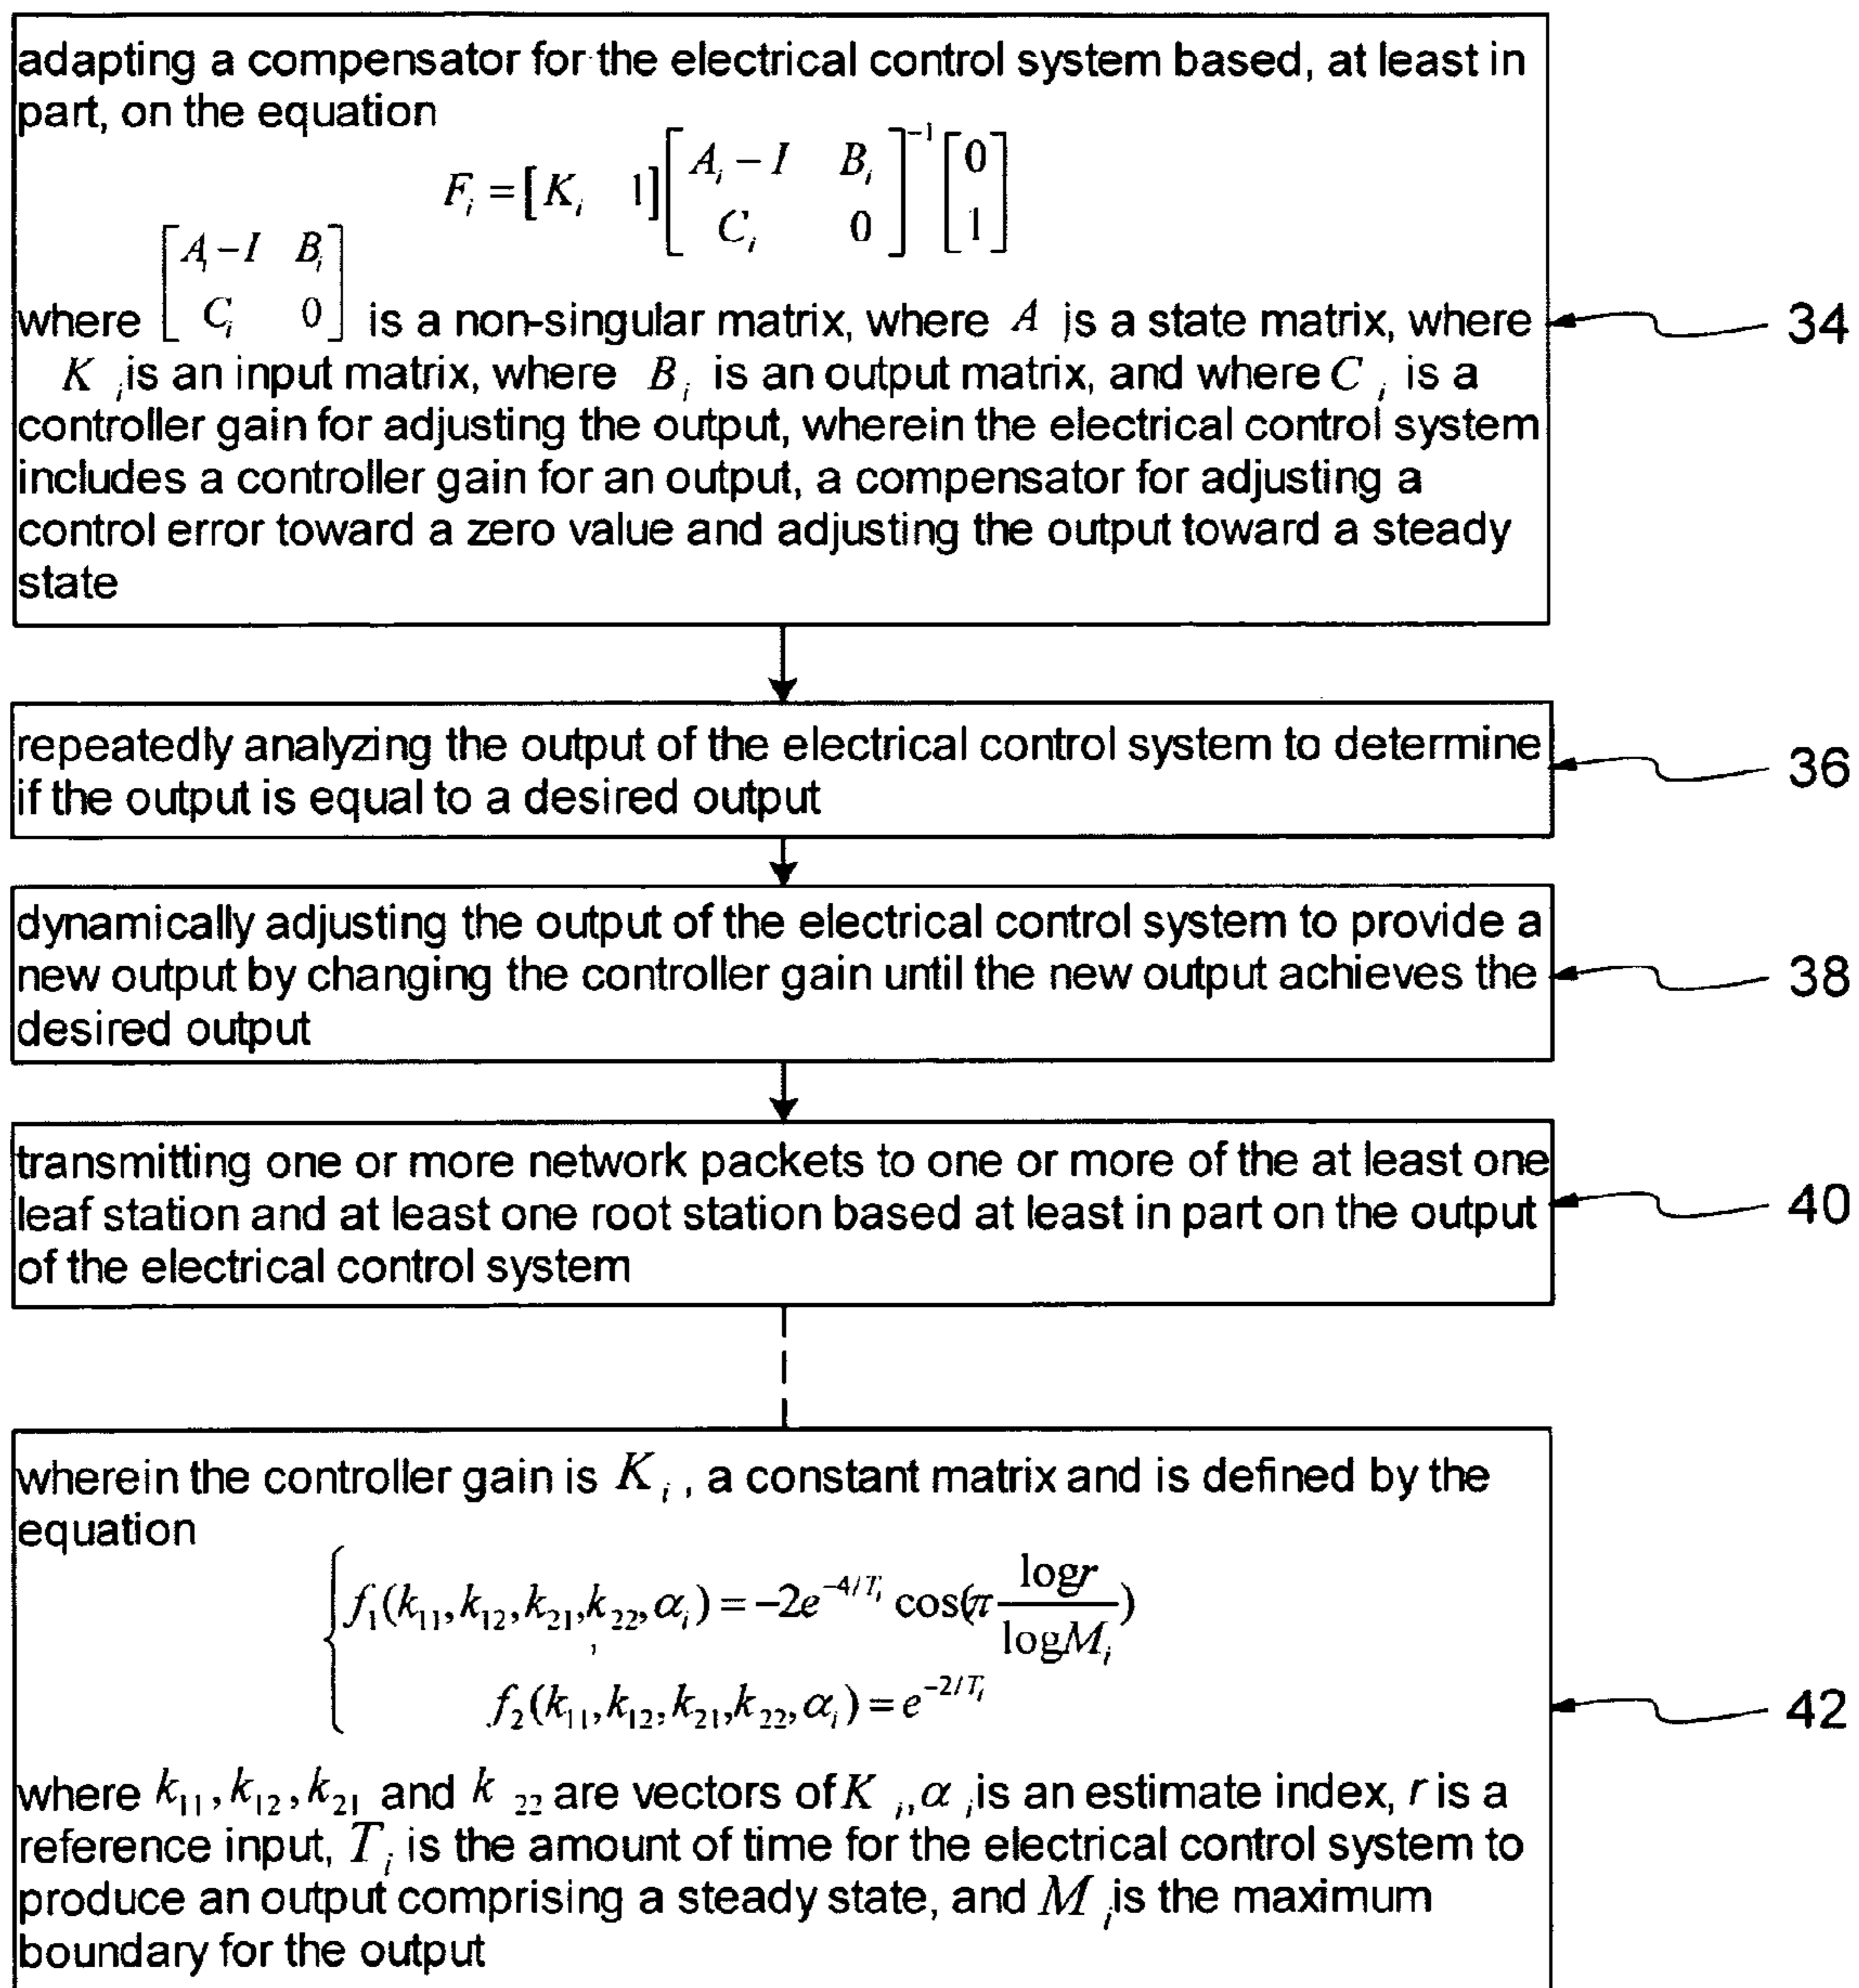 adapting a compensator for the electrical control system based, at least in
part, on the equation
F_i = [K_i 1] [A_i − I B_i; C_i 0]^{-1} [0; 1]
where [A_i − I B_i; C_i 0] is a non-singular matrix, where A is a state matrix, where
K_i is an input matrix, where B_i is an output matrix, and where C_i is a
controller gain for adjusting the output, wherein the electrical control system
includes a controller gain for an output, a compensator for adjusting a
control error toward a zero value and adjusting the output toward a steady
state
34
repeatedly analyzing the output of the electrical control system to determine
if the output is equal to a desired output
36
dynamically adjusting the output of the electrical control system to provide a
new output by changing the controller gain until the new output achieves the
desired output
38
transmitting one or more network packets to one or more of the at least one
leaf station and at least one root station based at least in part on the output
of the electrical control system
40
wherein the controller gain is K_i, a constant matrix and is defined by the
equation
{ f_1(k_11, k_12, k_21, k_22, α_i) = −2e^{−4/T_i} cos(π log r / log M_i)
,
f_2(k_11, k_12, k_21, k_22, α_i) = e^{−2/T_i}
where k_11, k_12, k_21 and k_22 are vectors of K_i, α_i is an estimate index, r is a
reference input, T_i is the amount of time for the electrical control system to
produce an output comprising a steady state, and M_i is the maximum
boundary for the output
42